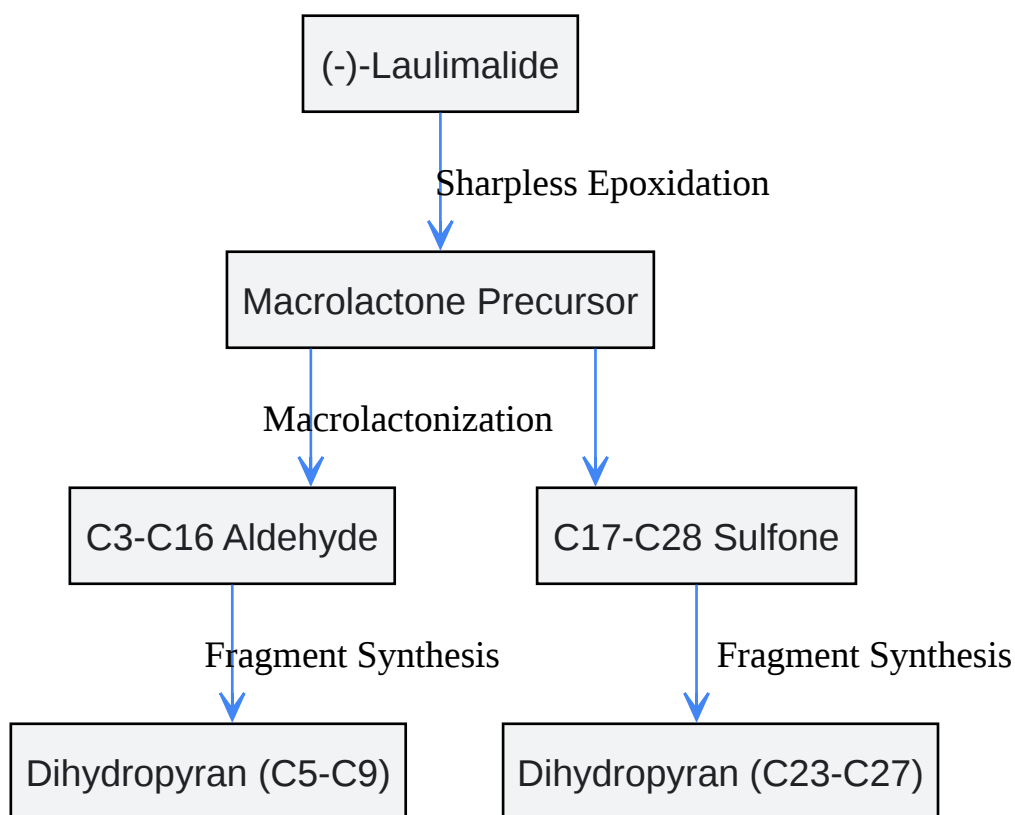 (-)-Laulimalide
Sharpless Epoxidation
Macrolactone Precursor
Macrolactonization
C3-C16 Aldehyde
C17-C28 Sulfone
Fragment Synthesis
Fragment Synthesis
Dihydropyran (C5-C9)
Dihydropyran (C23-C27)